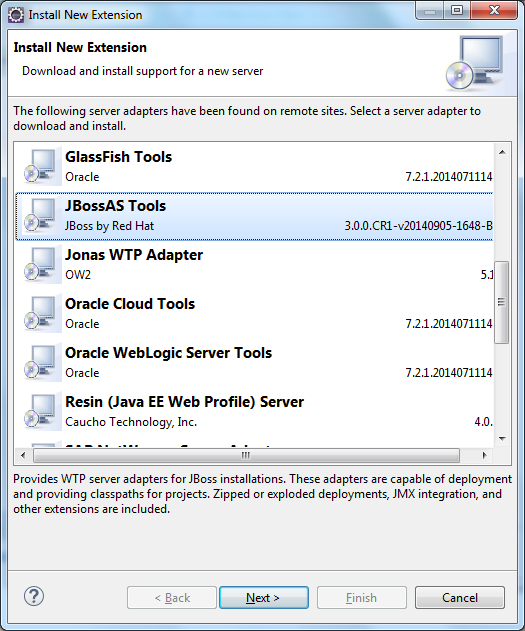 Install New Extension
Install New Extension
Download and install support for a new server
The following server adapters have been found on remote sites. Select a server adapter to
download and install.
GlassFish Tools
Oracle 7.2.1.2014071114
JBossAS Tools
JBoss by Red Hat 3.0.0.CR1-v20140905-1648-B
Jonas WTP Adapter
OW2 5.1
Oracle Cloud Tools
Oracle 7.2.1.2014071114
Oracle WebLogic Server Tools
Oracle 7.2.1.2014071114
Resin (Java EE Web Profile) Server
Caucho Technology, Inc. 4.0.
Provides WTP server adapters for JBoss installations. These adapters are capable of deployment
and providing classpaths for projects. Zipped or exploded deployments, JMX integration, and
other extensions are included.
? < Back Next > Finish Cancel